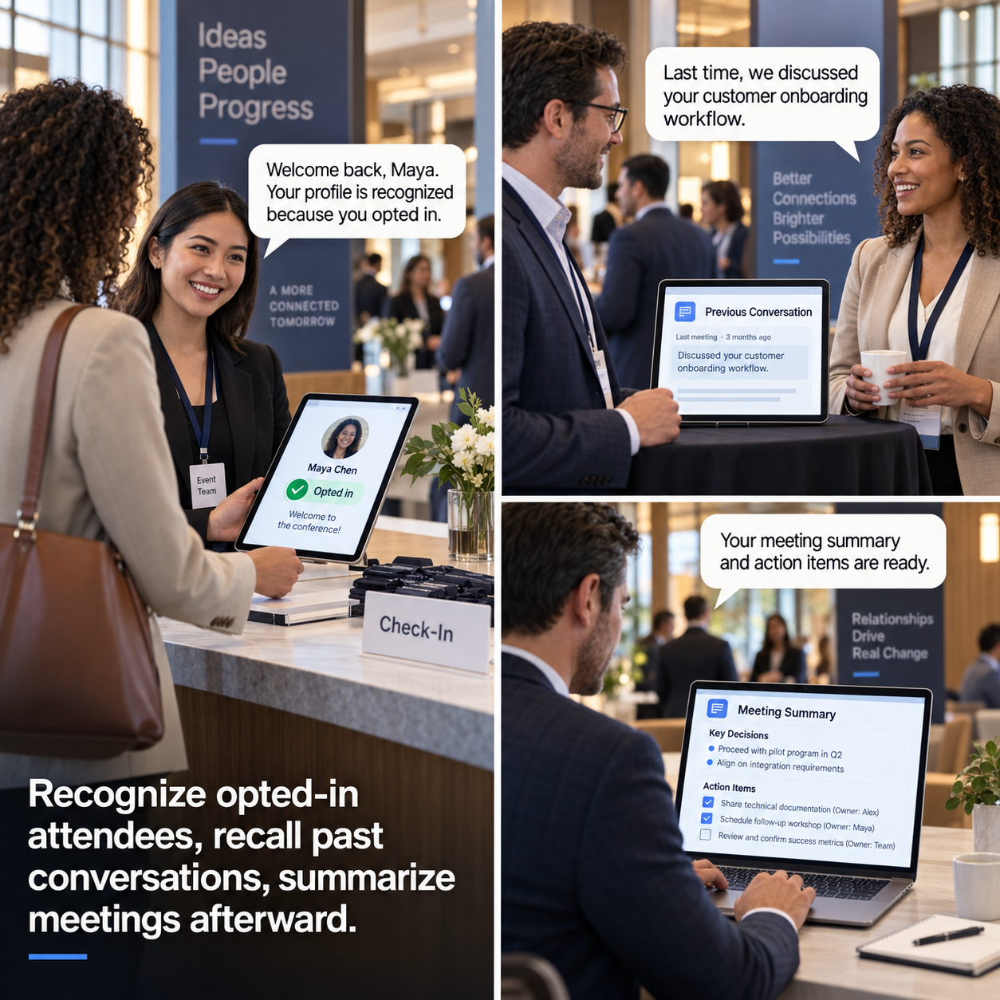 Ideas
People
Progress
Welcome back, Maya.
Your profile is recognized
because you opted in.
A MORE
CONNECTED
TOMORROW
Event
Team
Maya Chen
Opted in
Welcome to
the conference!
Check-In
Recognize opted-in
attendees, recall past
conversations, summarize
meetings afterward.
Last time, we discussed
your customer onboarding
workflow.
Better
Connections
Brighter
Possibilities
Previous Conversation
Last meeting · 3 months ago
Discussed your customer
onboarding workflow.
Your meeting summary
and action items are ready.
Relationships
Drive
Real Change
Meeting Summary
Key Decisions
Proceed with pilot program in Q2
Align on integration requirements
Action Items
Share technical documentation (Owner: Alex)
Schedule follow-up workshop (Owner: Maya)
Review and confirm success metrics (Owner: Team)